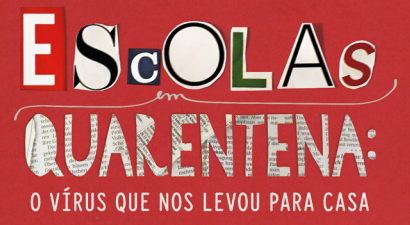 ESCOLAS
em
QUARENTENA:
O VÍRUS QUE NOS LEVOU PARA CASA